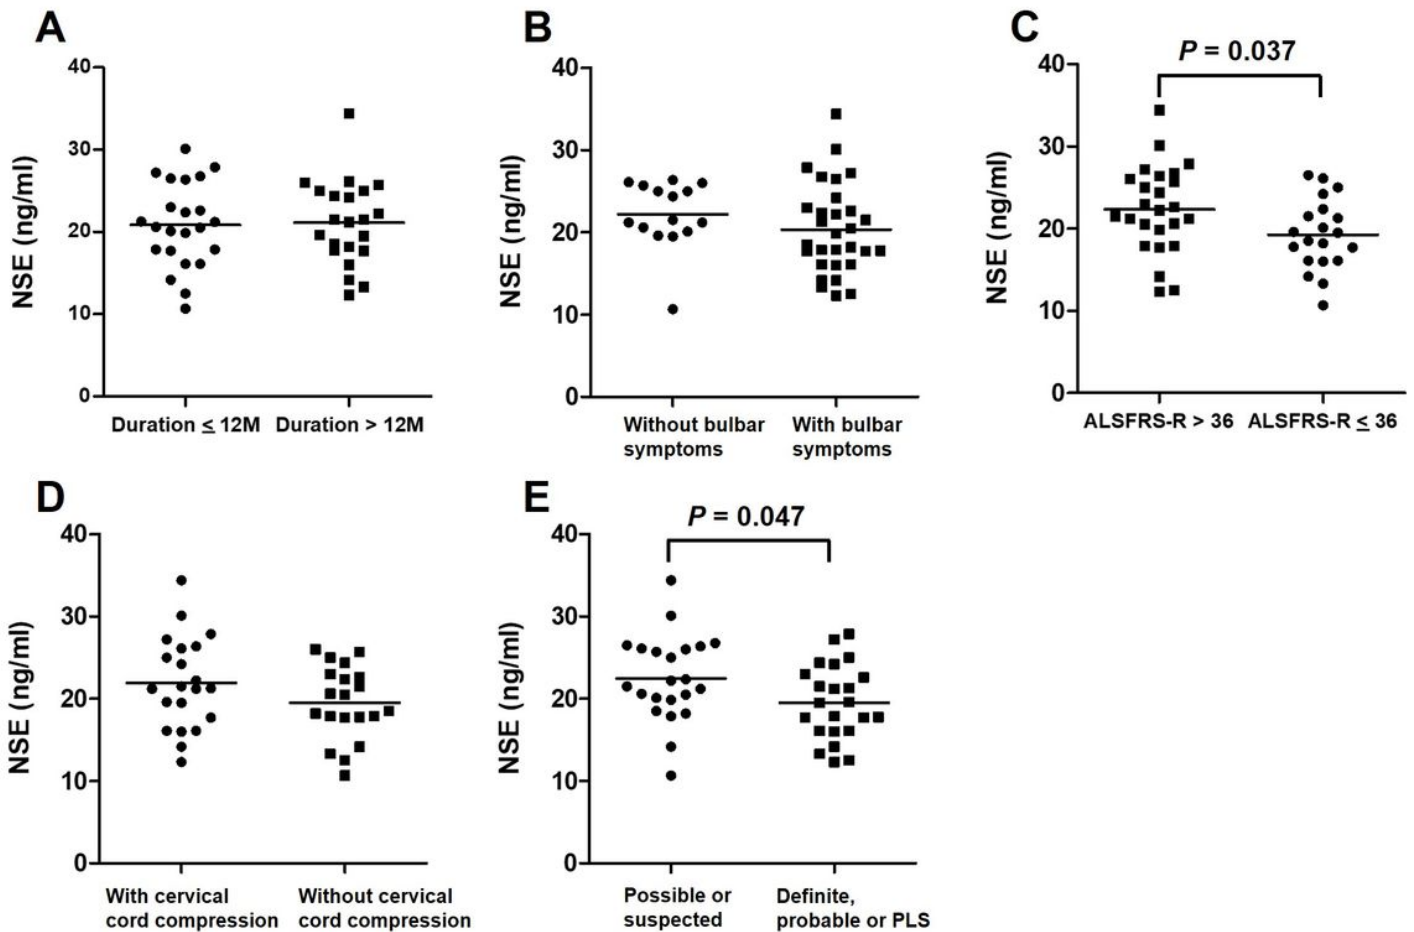 A
NSE (ng/ml)
40
30
20
10
0
Duration ≤ 12M
Duration > 12M
B
NSE (ng/ml)
40
30
20
10
0
Without bulbar
symptoms
With bulbar
symptoms
C
P = 0.037
NSE (ng/ml)
40
30
20
10
0
ALSFRS-R > 36
ALSFRS-R ≤ 36
D
NSE (ng/ml)
40
30
20
10
0
With cervical
cord compression
Without cervical
cord compression
E
P = 0.047
NSE (ng/ml)
40
30
20
10
0
Possible or
suspected
Definite,
probable or PLS